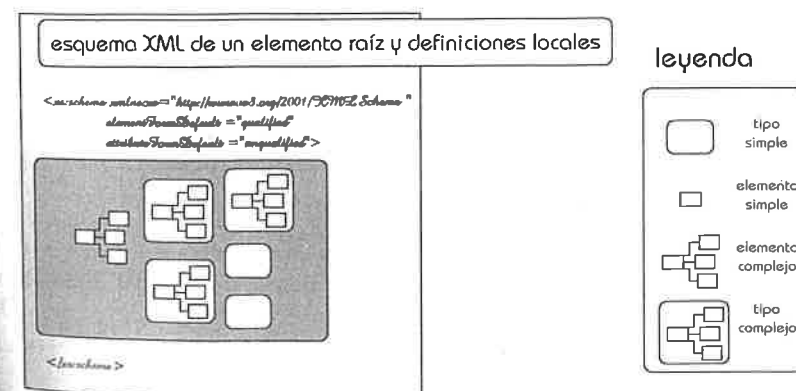 esquema XML de un elemento raíz y definiciones locales
<xs:schema xmlns:xs="http://www.w3.org/2001/XMLSchema"
elementFormDefault ="qualified"
attributeFormDefault ="unqualified">
</xs:schema>
leyenda
tipo
simple
elemento
simple
elemento
complejo
tipo
complejo